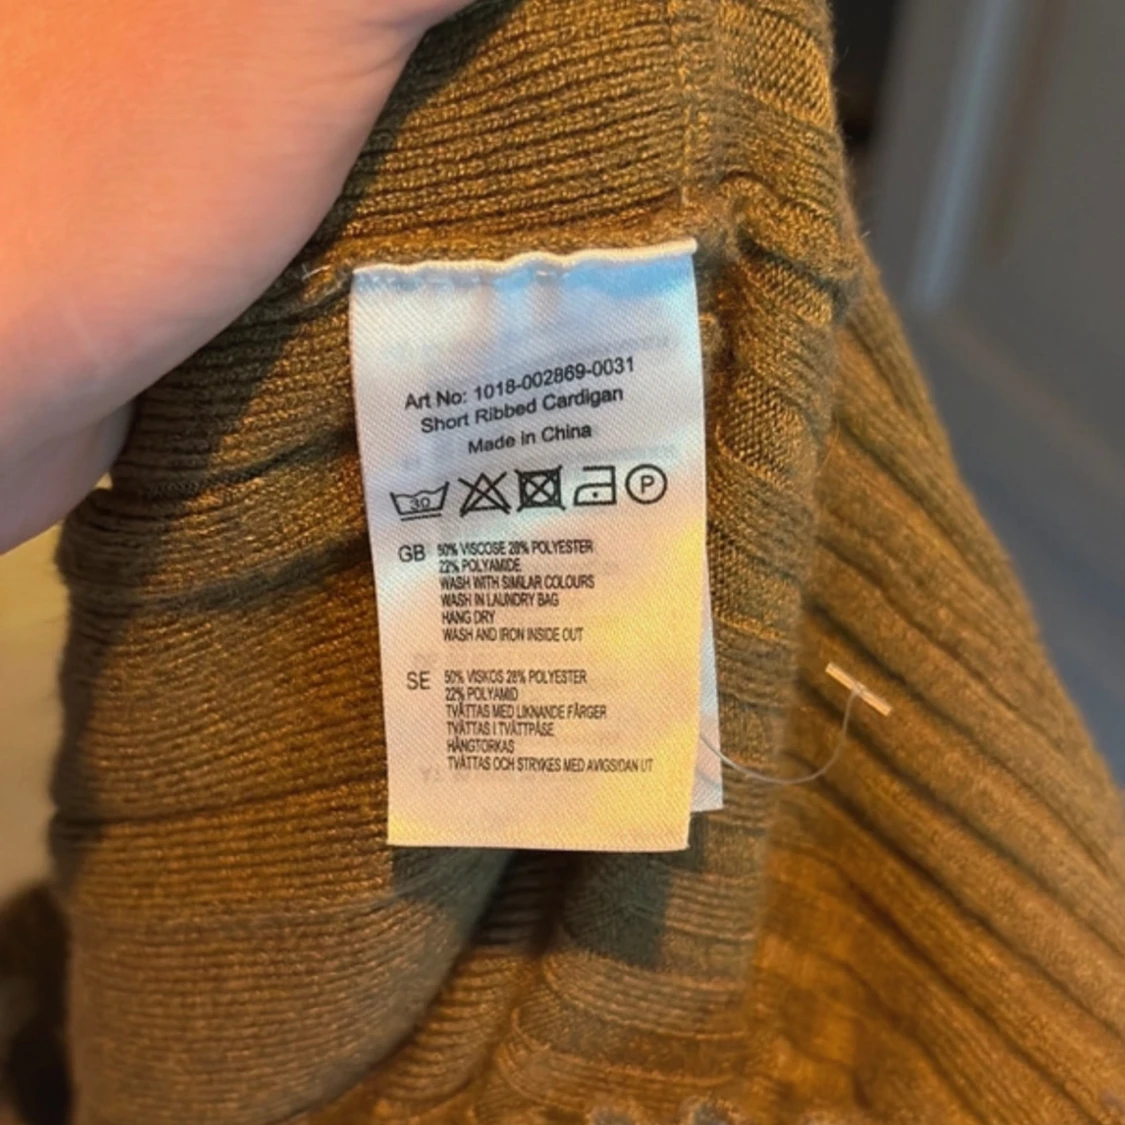 Art No: 1018-002869-0031
Short Ribbed Cardigan
Made in China
30 P
GB 50% VISCOSE 28% POLYESTER
22% POLYAMIDE
WASH WITH SIMILAR COLOURS
WASH IN LAUNDRY BAG
HANG DRY
WASH AND IRON INSIDE OUT
SE 50% VISKOS 28% POLYESTER
22% POLYAMID
TVÄTTAS MED LIKNANDE FÄRGER
TVÄTTAS I TVÄTTPÅSE
HÄNGTORKAS
TVÄTTAS OCH STRYKES MED AVIGSIDAN UT